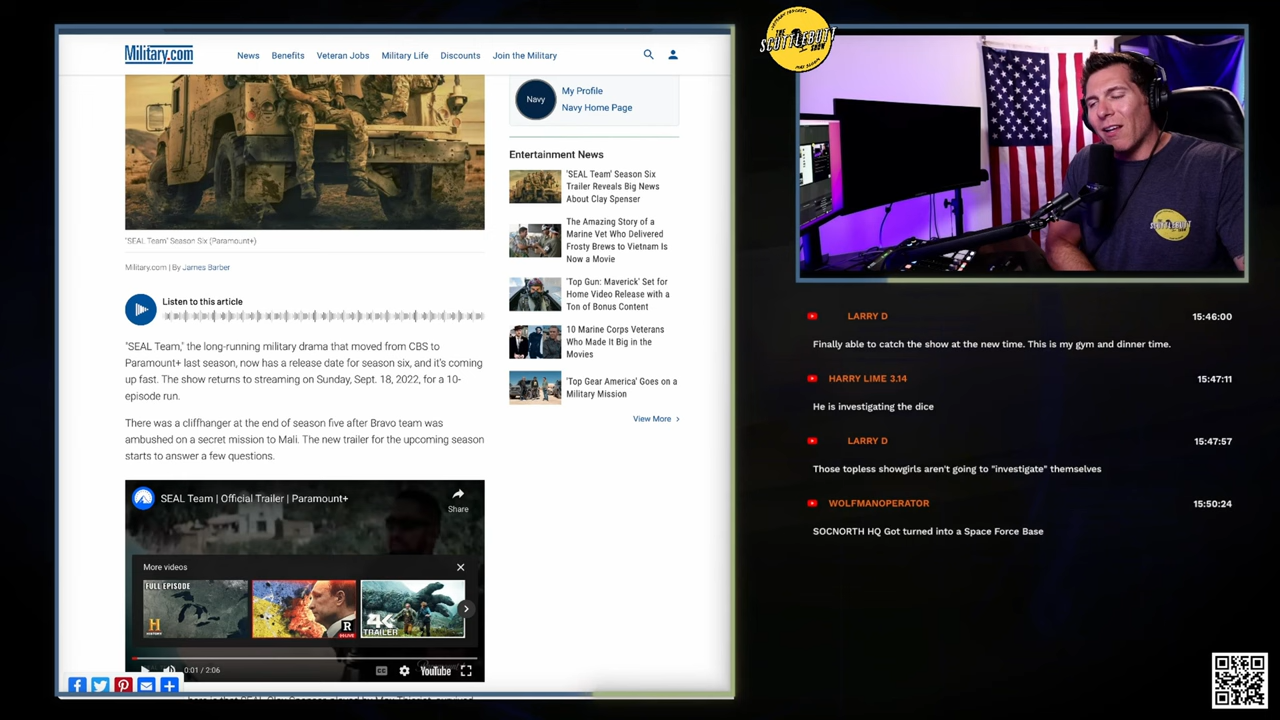 Military.com
News
Benefits
Veteran Jobs
Military Life
Discounts
Join the Military
'SEAL Team' Season Six (Paramount+)
Military.com | By James Barber
Listen to this article
'SEAL Team,' the long-running military drama that moved from CBS to
Paramount+ last season, now has a release date for season six, and it's coming
up fast. The show returns to streaming on Sunday, Sept. 18, 2022, for a 10-
episode run.
There was a cliffhanger at the end of season five after Bravo team was
ambushed on a secret mission to Mali. The new trailer for the upcoming season
starts to answer a few questions.
SEAL Team | Official Trailer | Paramount+
Share
More videos
FULL EPISODE
H
HISTORY
R
LIVE
4K
TRAILER
0:01 / 2:06
CC
YouTube
Navy
My Profile
Navy Home Page
Entertainment News
'SEAL Team' Season Six
Trailer Reveals Big News
About Clay Spenser
The Amazing Story of a
Marine Vet Who Delivered
Frosty Brews to Vietnam Is
Now a Movie
'Top Gun: Maverick' Set for
Home Video Release with a
Ton of Bonus Content
10 Marine Corps Veterans
Who Made It Big in the
Movies
'Top Gear America' Goes on a
Military Mission
View More
THE
SCUTTLEBUTT
SHOW
SCUTTLEBUTT
LARRY D
15:46:00
Finally able to catch the show at the new time. This is my gym and dinner time.
HARRY LIME 3.14
15:47:11
He is investigating the dice
LARRY D
15:47:57
Those topless showgirls aren't going to "investigate" themselves
WOLFMANOPERATOR
15:50:24
SOCNORTH HQ Got turned into a Space Force Base